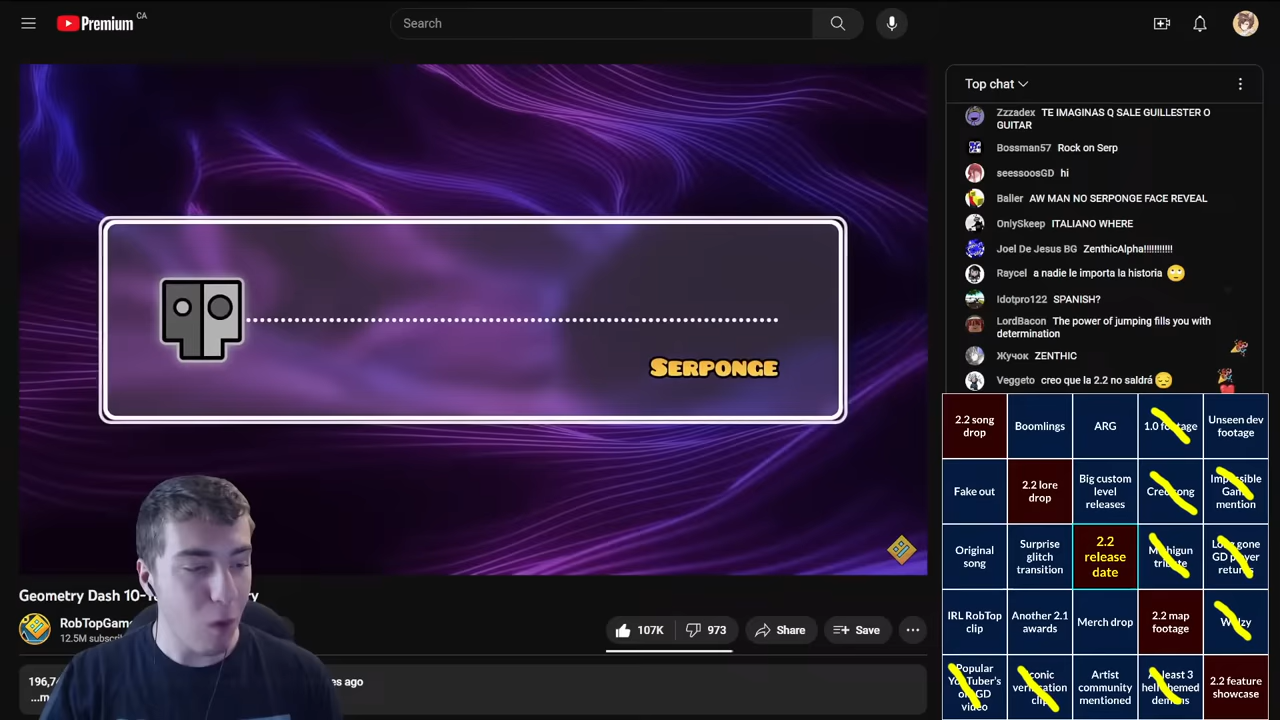 Premium CA
Search
Top chat
Zzzadex TE IMAGINAS Q SALE GUILLESTER O
GUITAR
Bossman57 Rock on Serp
seessoosGD hi
Baller AW MAN NO SERPONGE FACE REVEAL
OnlySkeep ITALIANO WHERE
Joel De Jesus BG ZenthicAlpha!!!!!!!!!!!
Raycel a nadie le importa la historia
Idotpro122 SPANISH?
LordBacon The power of jumping fills you with
determination
Жучок ZENTHIC
Veggeto creo que la 2.2 no saldrá
SERPONGE
2.2 song
drop
Boomlings
ARG
1.0 footage
Unseen dev
footage
Fake out
2.2 lore
drop
Big custom
level
releases
Creo song
Impossible
Game
mention
Original
song
Surprise
glitch
transition
2.2
release
date
Michigun
tribute
Long gone
GD player
returns
IRL RobTop
clip
Another 2.1
awards
Merch drop
2.2 map
footage
Popular
YouTuber's
old GD
video
Iconic
verification
clip
Artist
community
mentioned
least 3
hell themed
demons
2.2 feature
showcase
Geometry Dash 10-
RobTopGam
12.5M subscri
107K
973
Share
Save
196,7
es ago
...m